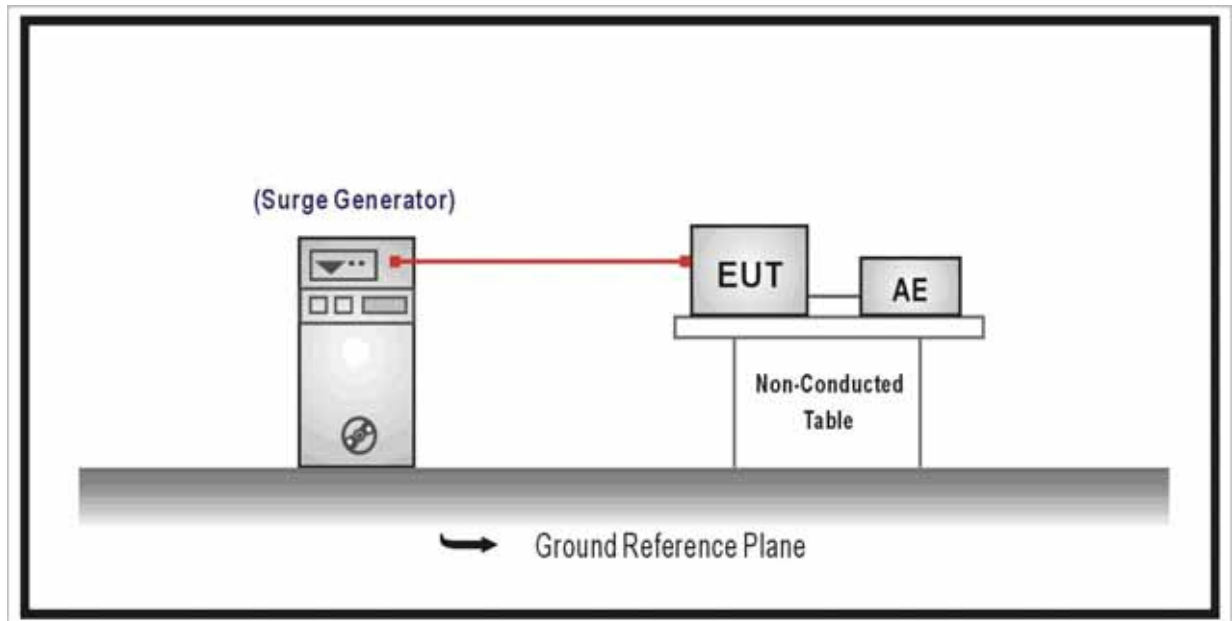 (Surge Generator)
EUT
AE
Non-Conducted
Table
Ground Reference Plane